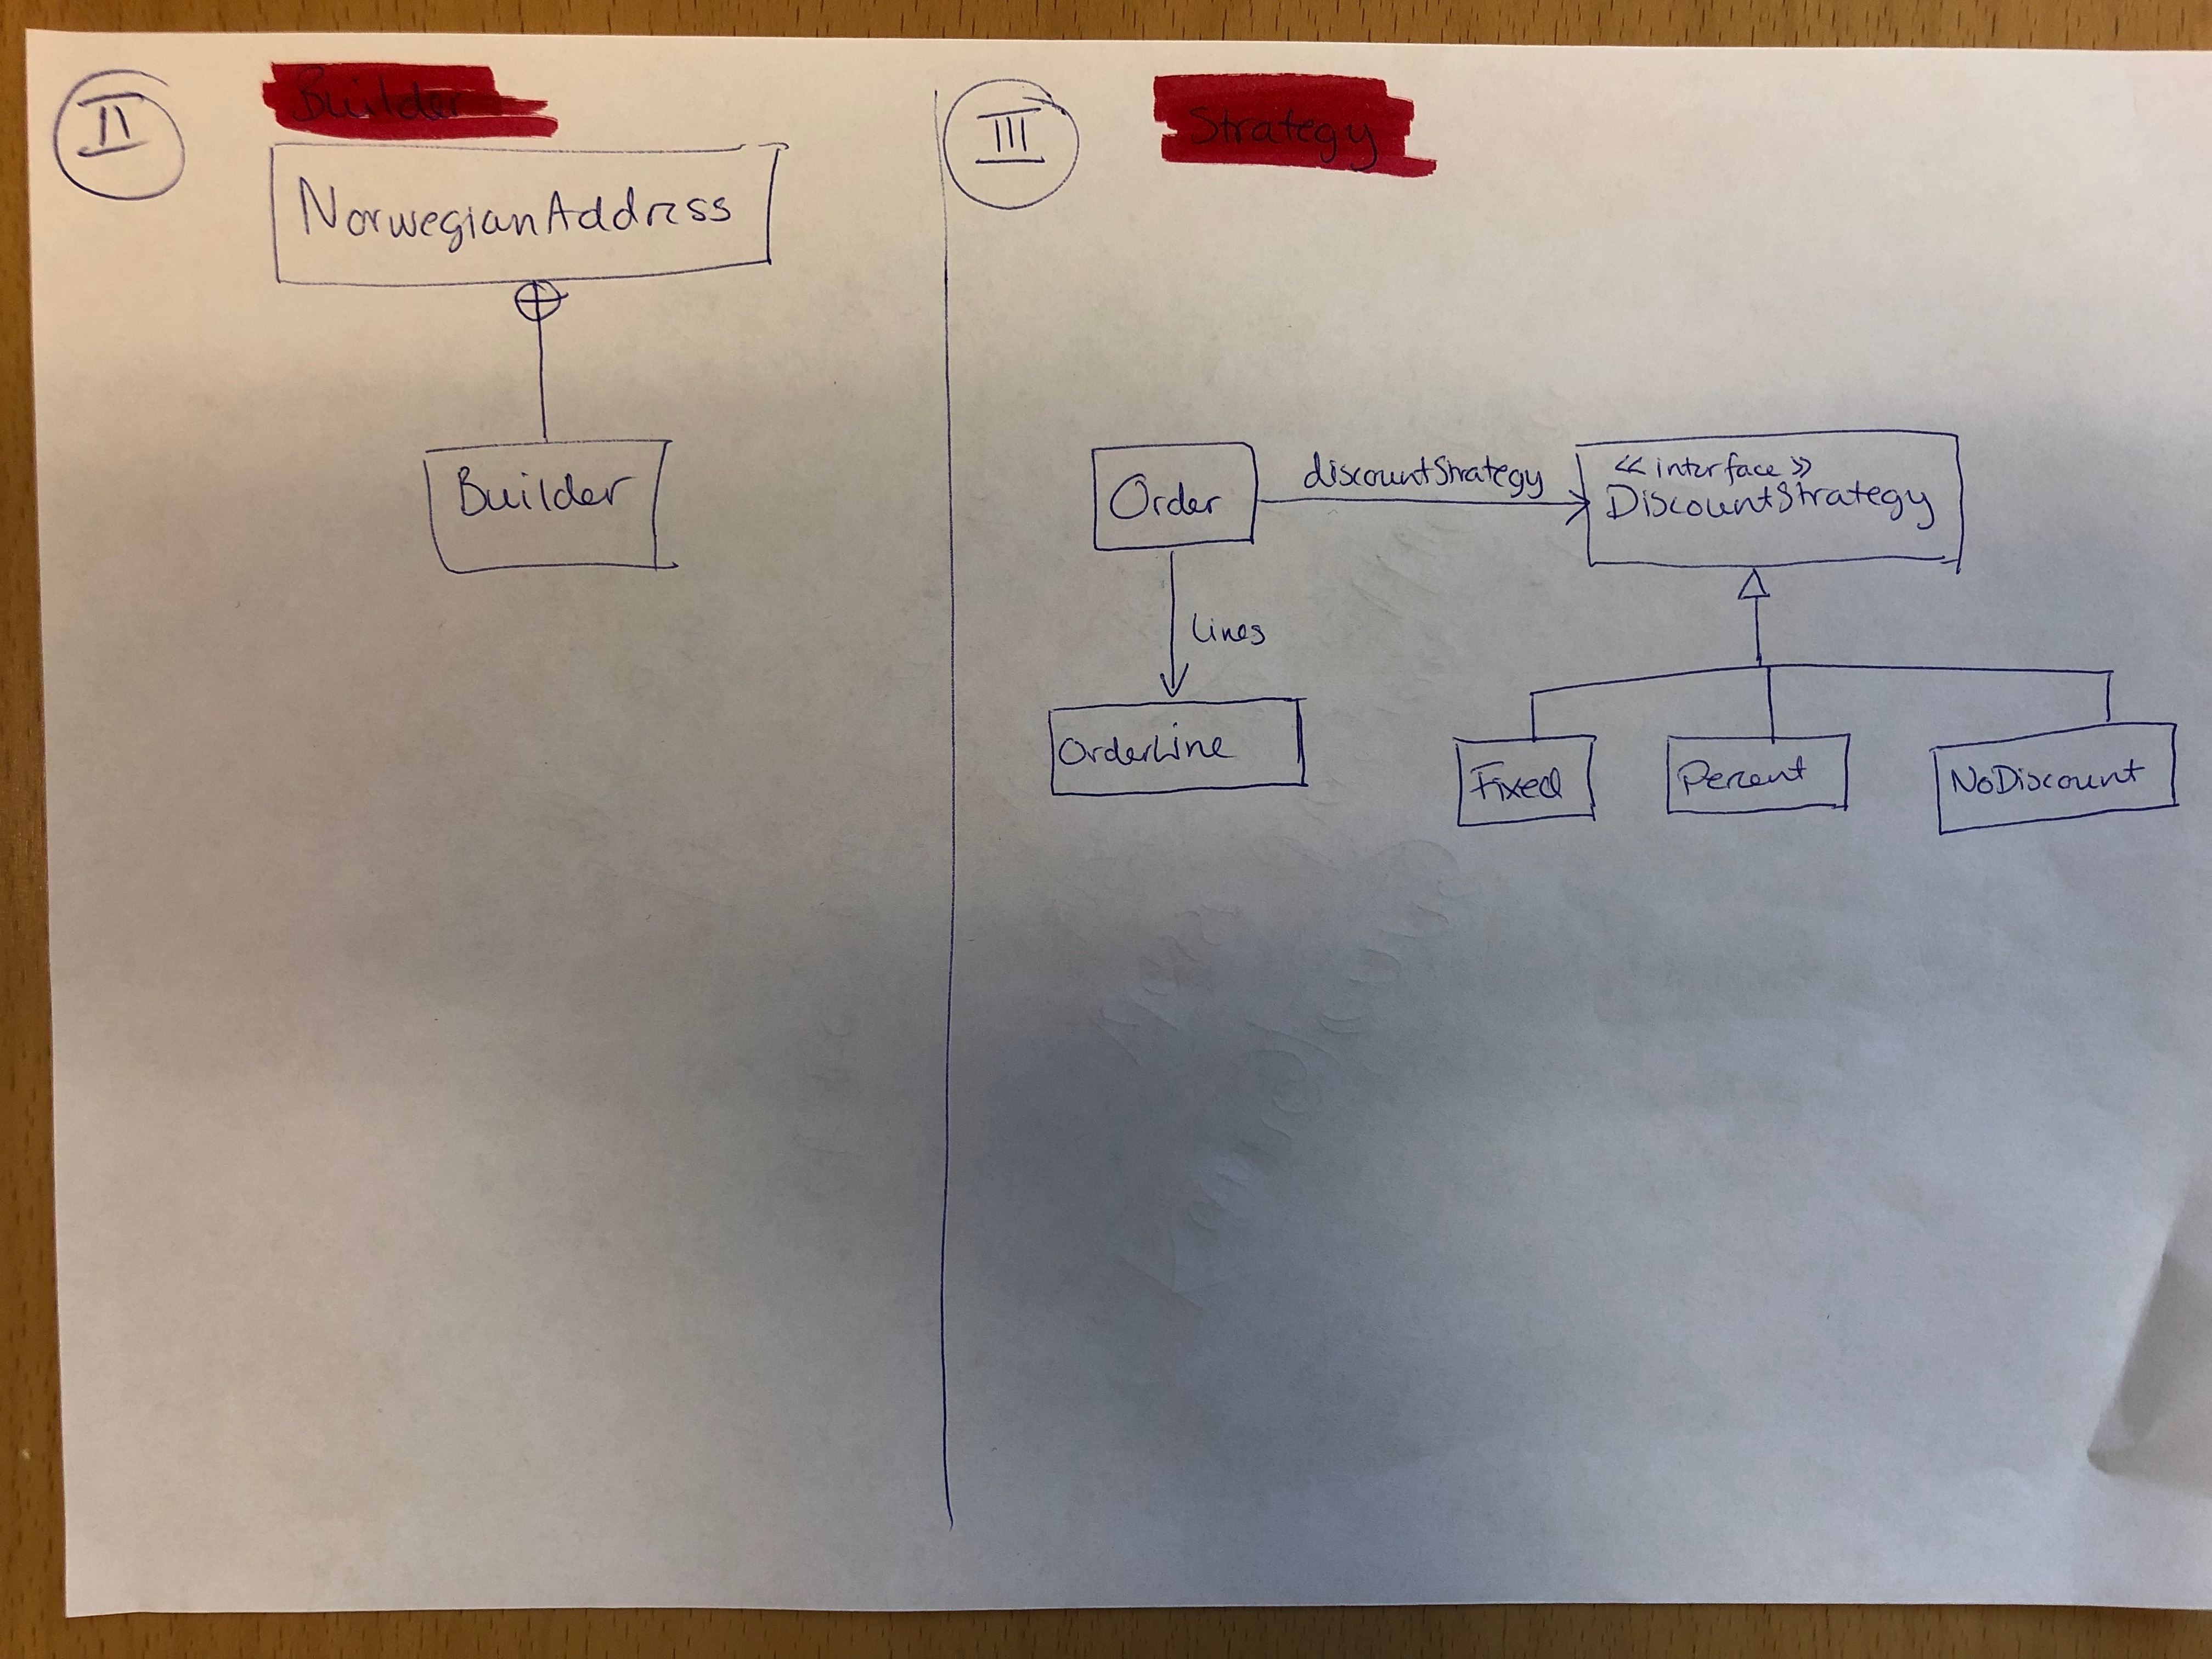 II
Builder
NorwegianAddress
Builder
III
Strategy
Order
discountStrategy
<< interface >>
DiscountStrategy
lines
OrderLine
Fixed
Percent
NoDiscount